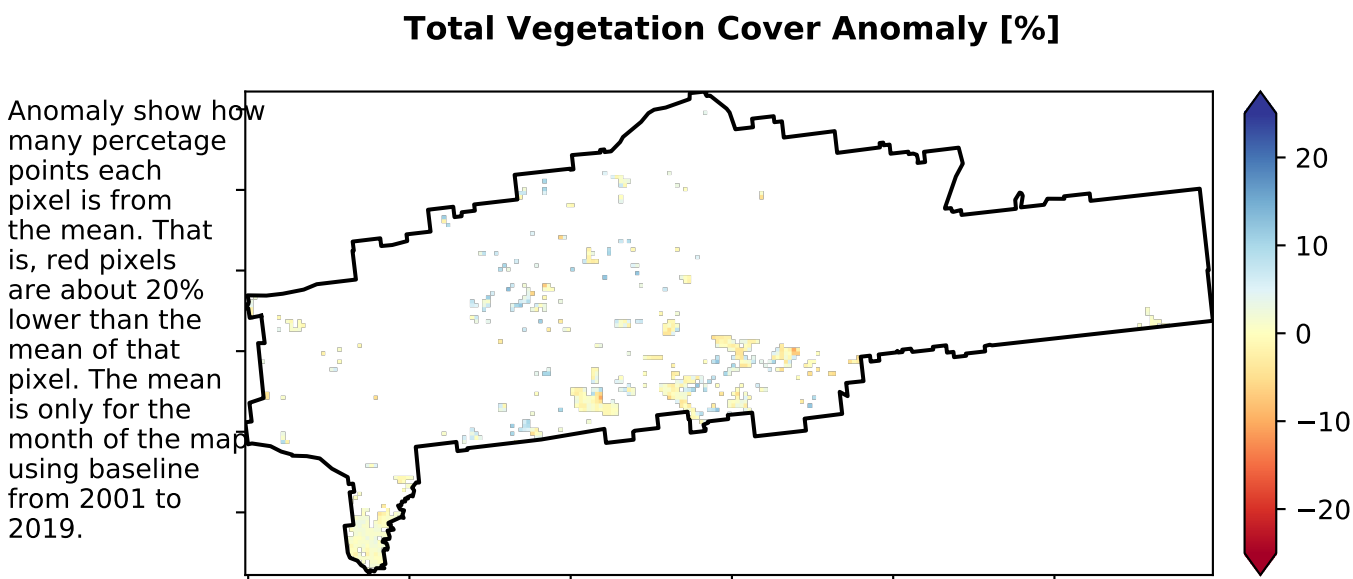 Total Vegetation Cover Anomaly [%]
Anomaly show how
many percetage
points each
pixel is from
the mean. That
is, red pixels
are about 20%
lower than the
mean of that
pixel. The mean
is only for the
month of the map
using baseline
from 2001 to
2019.
20
10
0
−10
−20